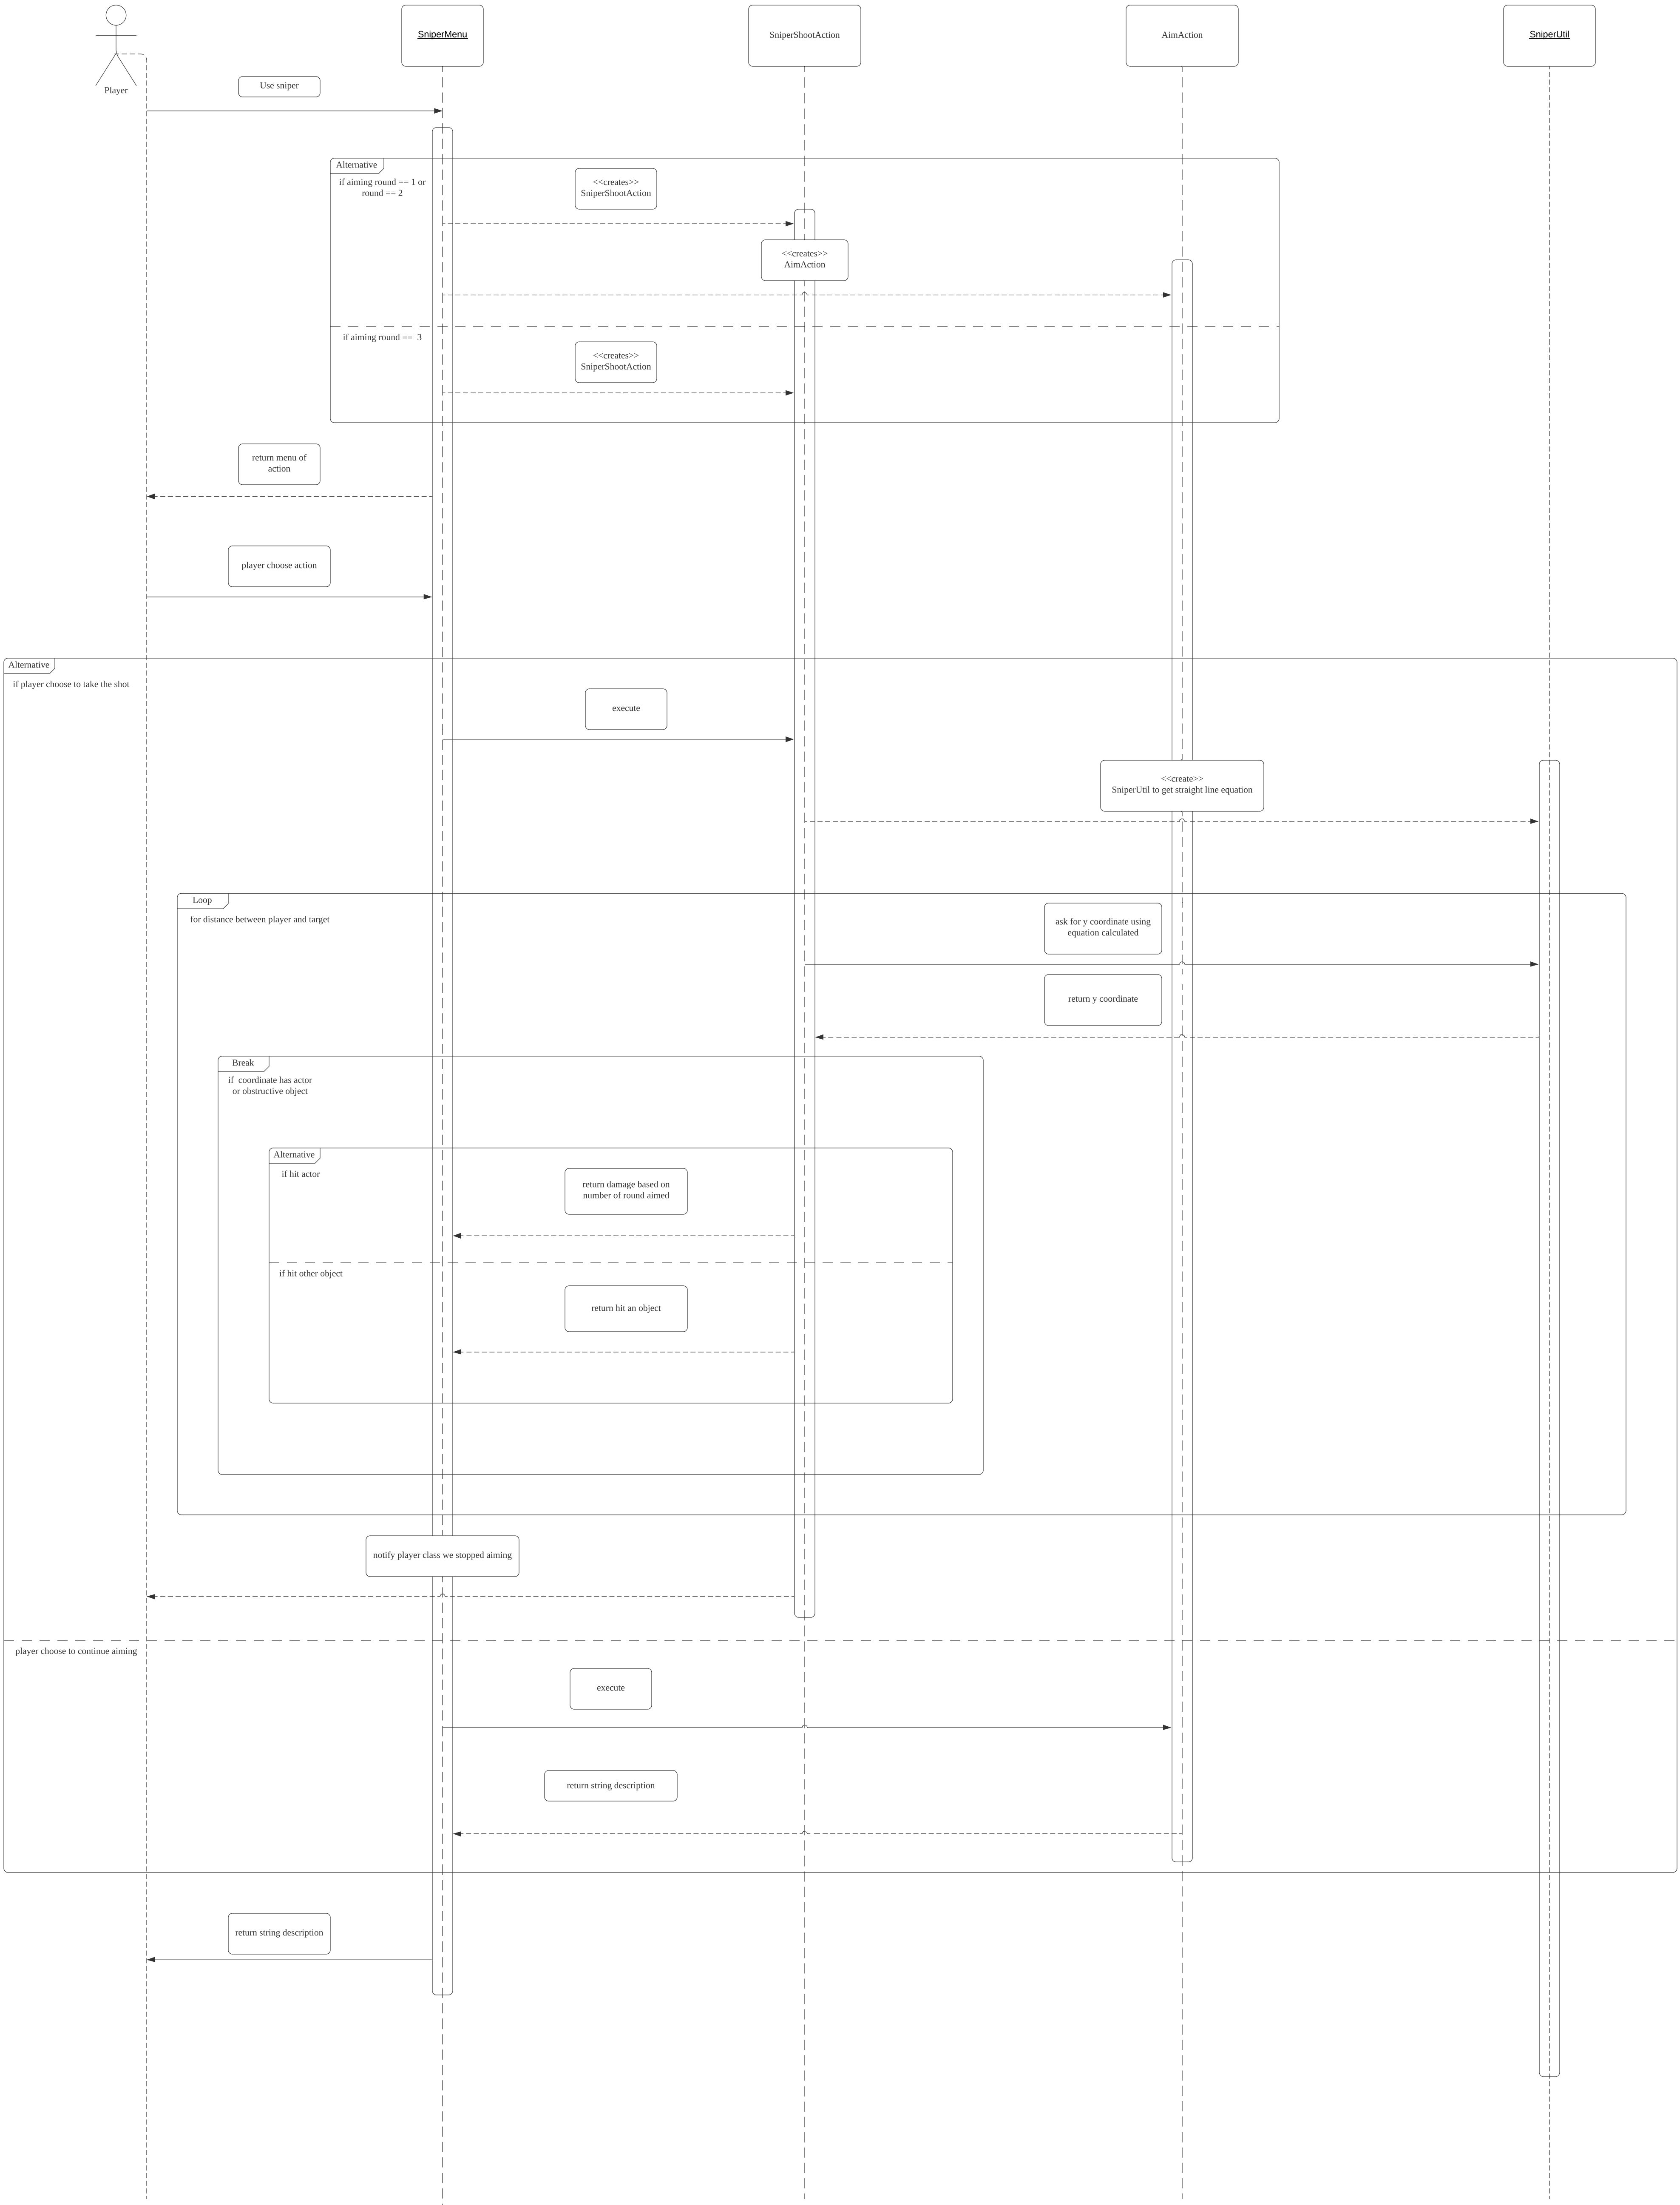 Player
SniperMenu
SniperShootAction
AimAction
SniperUtil
Use sniper
Alternative
if aiming round == 1 or
round == 2
<<creates>>
SniperShootAction
<<creates>>
AimAction
if aiming round == 3
<<creates>>
SniperShootAction
return menu of
action
player choose action
Alternative
if player choose to take the shot
execute
<<create>>
SniperUtil to get straight line equation
Loop
for distance between player and target
ask for y coordinate using
equation calculated
return y coordinate
Break
if coordinate has actor
or obstructive object
Alternative
if hit actor
return damage based on
number of round aimed
if hit other object
return hit an object
notify player class we stopped aiming
player choose to continue aiming
execute
return string description
return string description